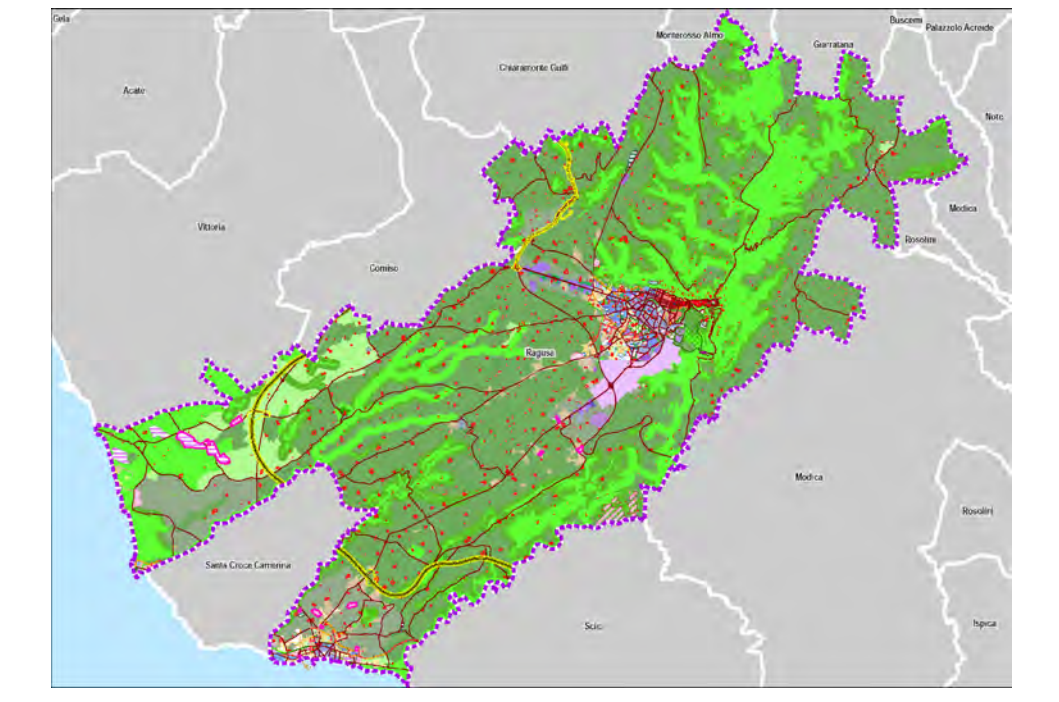 Gela
Buscemi
Palazzolo Acreide
Monterosso Almo
Giarratana
Chiaramonte Gulfi
Acate
Noto
Modica
Vittoria
Rosolini
Comiso
Ragusa
Modica
Rosolini
Santa Croce Camerina
Scicli
Ispica